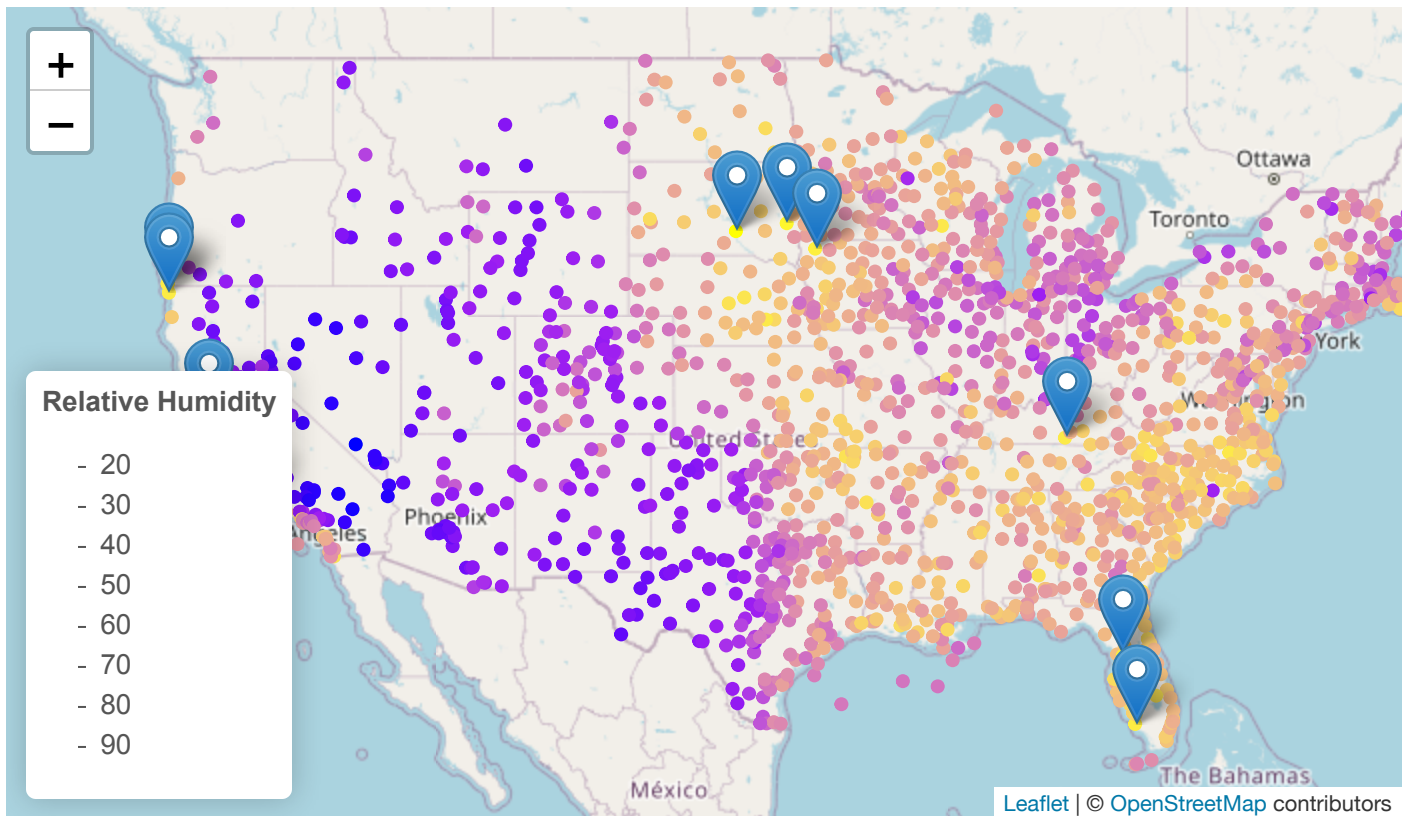 +
−
Ottawa
Toronto
York
United States
Phoenix
Angeles
México
The Bahamas
Relative Humidity
- 20
- 30
- 40
- 50
- 60
- 70
- 80
- 90
Leaflet | © OpenStreetMap contributors